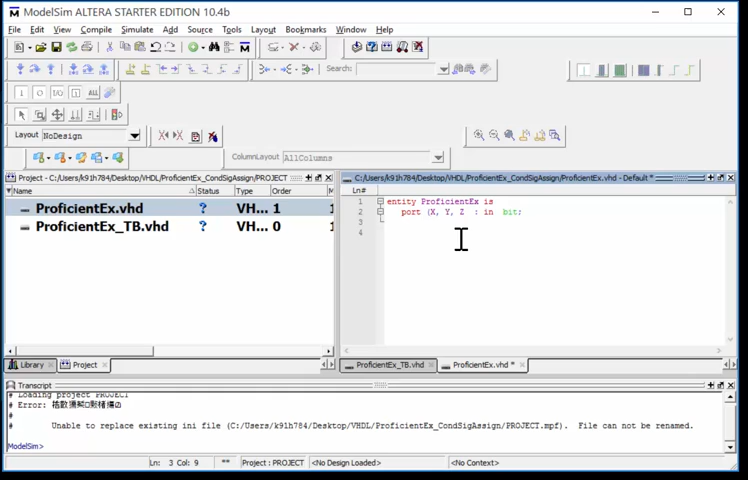 ModelSim ALTERA STARTER EDITION 10.4b
File Edit View Compile Simulate Add Source Tools Layout Bookmarks Window Help
Search:
ALL
Layout NoDesign
ColumnLayout AllColumns
Project - C:/Users/k91h784/Desktop/VHDL/ProficientEx_CondSigAssign/PROJECT
Name Status Type Order
ProficientEx.vhd ? VH... 1
ProficientEx_TB.vhd ? VH... 0
Library Project
C:/Users/k91h784/Desktop/VHDL/ProficientEx_CondSigAssign/ProficientEx.vhd - Default *
Ln#
1 entity ProficientEx is
2 port (X, Y, Z : in bit;
3
4
ProficientEx_TB.vhd ProficientEx.vhd *
Transcript
# Loading project PROJECT
# Error:
#
# Unable to replace existing ini file (C:/Users/k91h784/Desktop/VHDL/ProficientEx_CondSigAssign/PROJECT.mpf). File can not be renamed.
ModelSim>
Ln: 3 Col: 9 Project : PROJECT <No Design Loaded> <No Context>